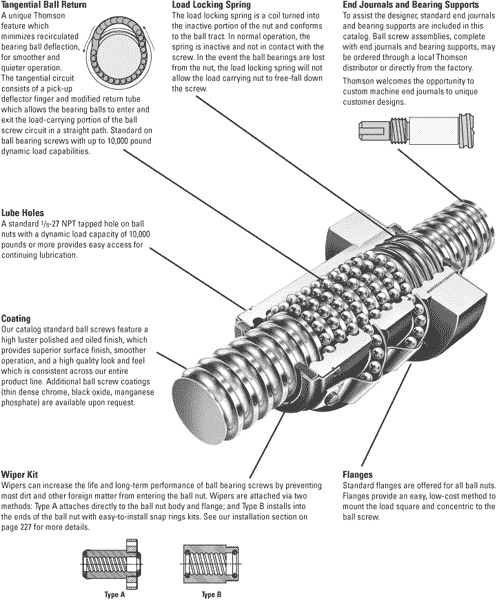 Tangential Ball Return
A unique Thomson
feature which
minimizes recirculated
bearing ball deflection,
for smoother and
quieter operation.
The tangential circuit
consists of a pick-up
deflector finger and modified return tube
which allows the bearing balls to enter and
exit the load-carrying portion of the ball
screw circuit in a straight path. Standard on
ball bearing screws with up to 10,000 pound
dynamic load capabilities.
Load Locking Spring
The load locking spring is a coil turned into
the inactive portion of the nut and conforms
to the ball tract. In normal operation, the
spring is inactive and not in contact with the
screw. In the event the ball bearings are lost
from the nut, the load locking spring will not
allow the load carrying nut to free-fall down
the screw.
End Journals and Bearing Supports
To assist the designer, standard end journals
and bearing supports are included in this
catalog. Ball screw assemblies, complete
with end journals and bearing supports, may
be ordered through a local Thomson
distributor or directly from the factory.
Thomson welcomes the opportunity to
custom machine end journals to unique
customer designs.
Lube Holes
A standard 1/8-27 NPT tapped hole on ball
nuts with a dynamic load capacity of 10,000
pounds or more provides easy access for
continuing lubrication.
Coating
Our catalog standard ball screws feature a
high luster polished and oiled finish, which
provides superior surface finish, smoother
operation, and a high quality look and feel
which is consistent across our entire
product line. Additional ball screw coatings
(thin dense chrome, black oxide, manganese
phosphate) are available upon request.
Wiper Kit
Wipers can increase the life and long-term performance of ball bearing screws by preventing
most dirt and other foreign matter from entering the ball nut. Wipers are attached via two
methods: Type A attaches directly to the ball nut body and flange; and Type B installs into
the ends of the ball nut with easy-to-install snap rings kits. See our installation section on
page 227 for more details.
Flanges
Standard flanges are offered for all ball nuts.
Flanges provide an easy, low-cost method to
mount the load square and concentric to the
ball screw.
Type A
Type B